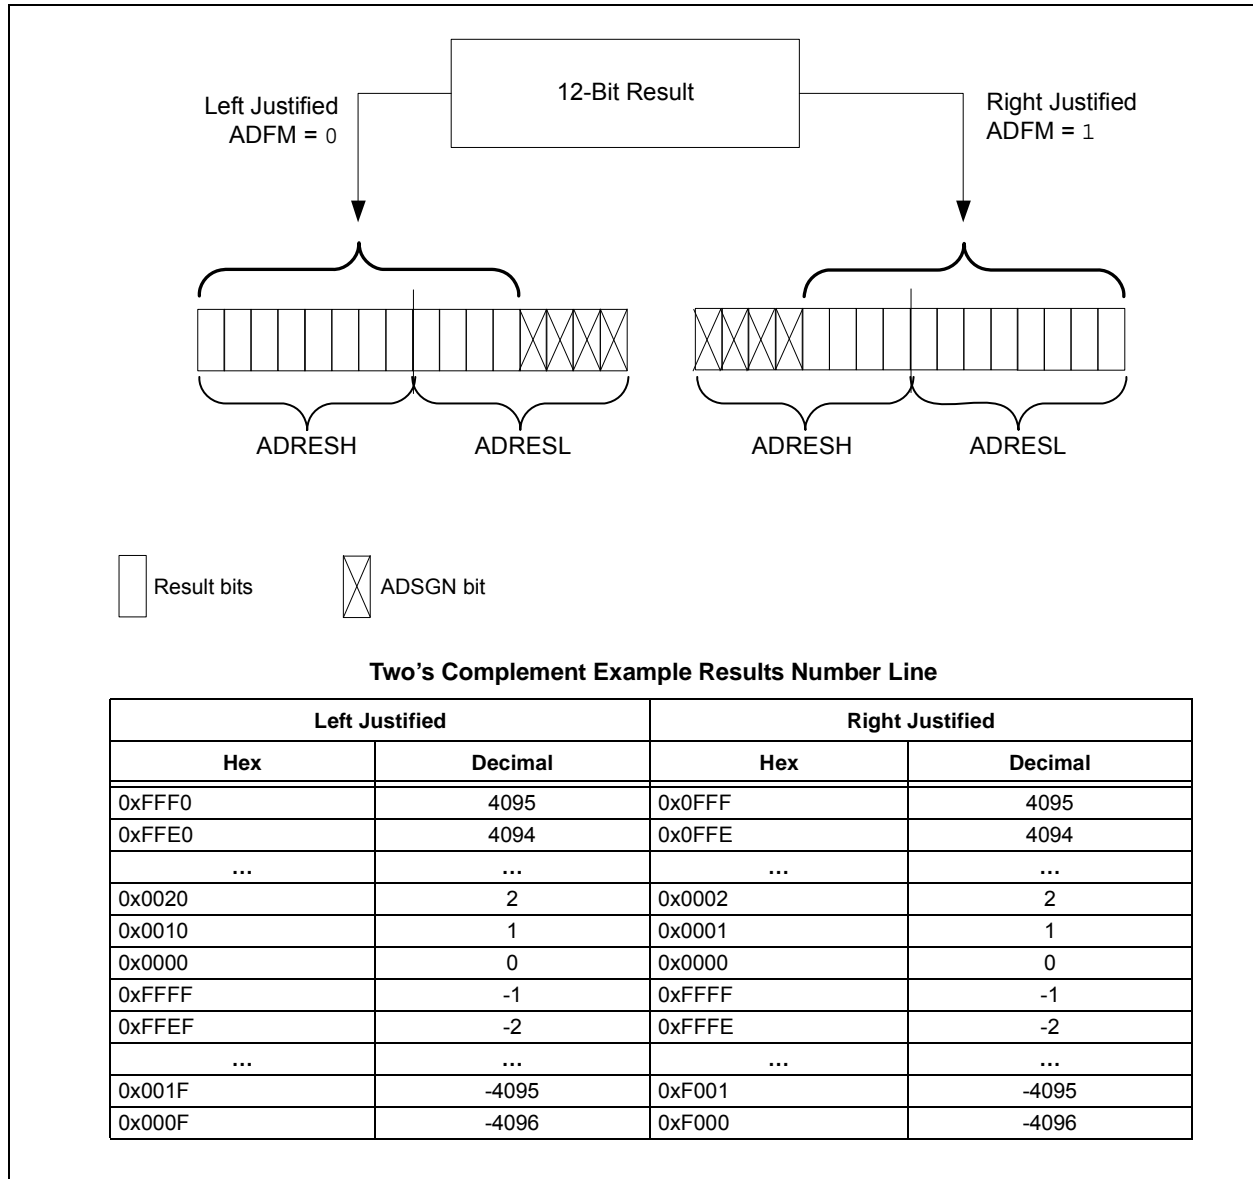 12-Bit Result
Left Justified
ADFM = 0
Right Justified
ADFM = 1
ADRESH ADRESL ADRESH ADRESL
Result bits ADSGN bit
Two’s Complement Example Results Number Line
Left Justified Right Justified
Hex Decimal Hex Decimal
0xFFF0 4095 0x0FFF 4095
0xFFE0 4094 0x0FFE 4094
… … … …
0x0020 2 0x0002 2
0x0010 1 0x0001 1
0x0000 0 0x0000 0
0xFFFF -1 0xFFFF -1
0xFFEF -2 0xFFFE -2
… … … …
0x001F -4095 0xF001 -4095
0x000F -4096 0xF000 -4096